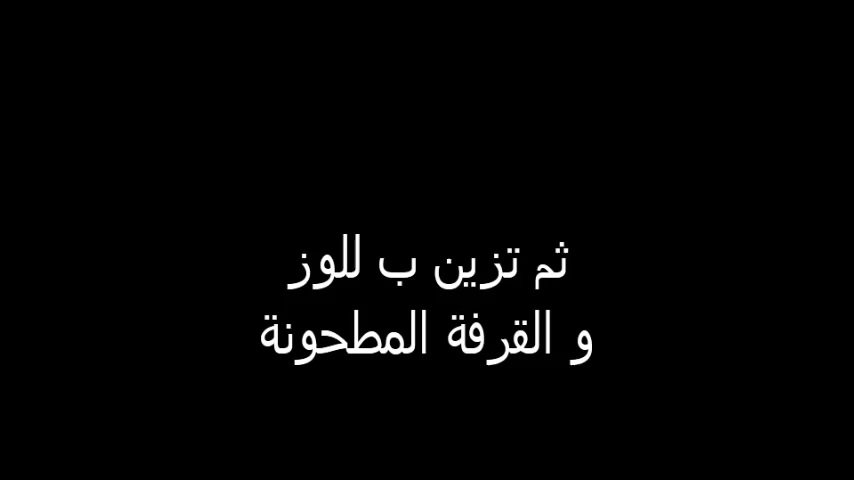 ثم تزين ب للوز
و القرفة المطحونة